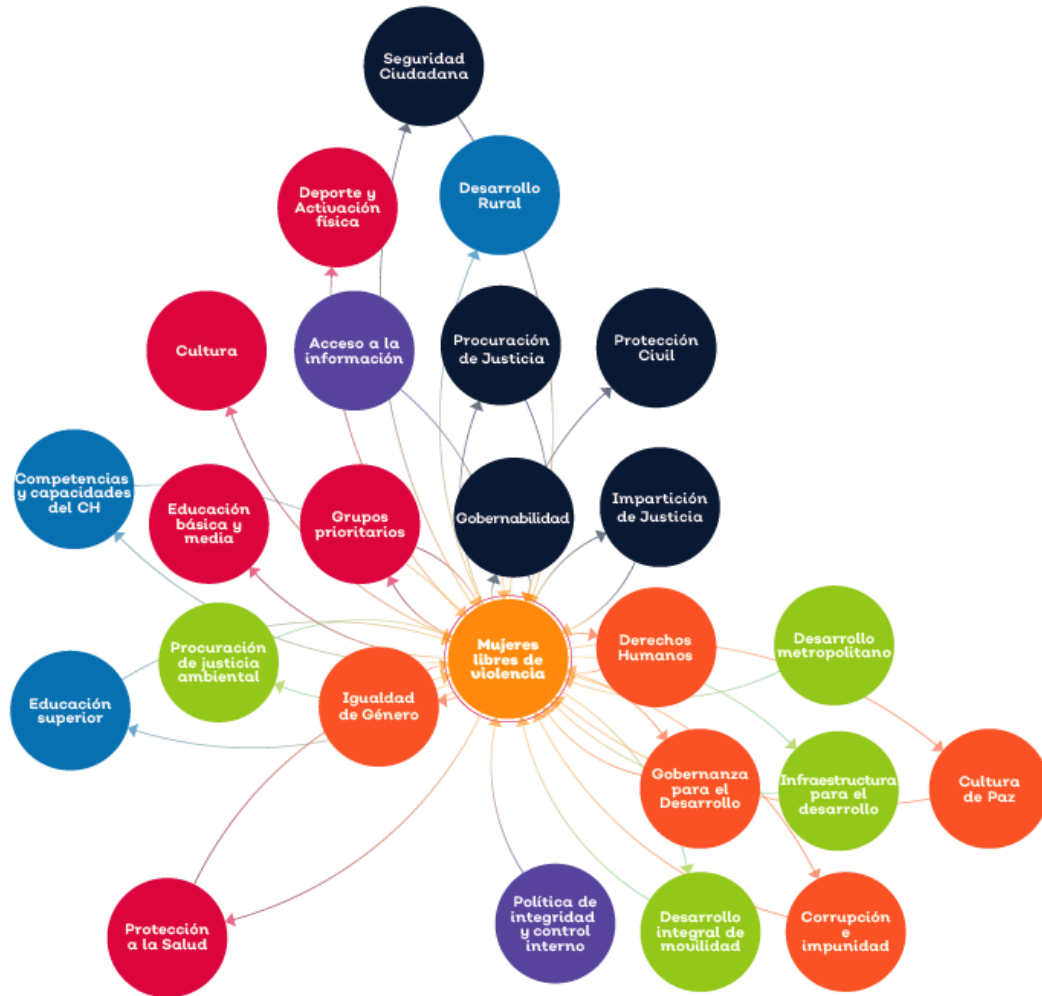 Seguridad
Ciudadana
Deporte y
Activación
física
Desarrollo
Rural
Cultura
Acceso a la
información
Procuración
de Justicia
Protección
Civil
Competencias
y capacidades
del CH
Educación
básica y
media
Grupos
prioritarios
Gobernabilidad
Impartición
de Justicia
Procuración
de justicia
ambiental
Mujeres
libres de
violencia
Derechos
Humanos
Desarrollo
metropolitano
Educación
superior
Igualdad
de Género
Gobernanza
para el
Desarrollo
Infraestructura
para el
desarrollo
Cultura
de Paz
Protección
a la Salud
Política de
integridad
y control
interno
Desarrollo
integral de
movilidad
Corrupción
e
impunidad